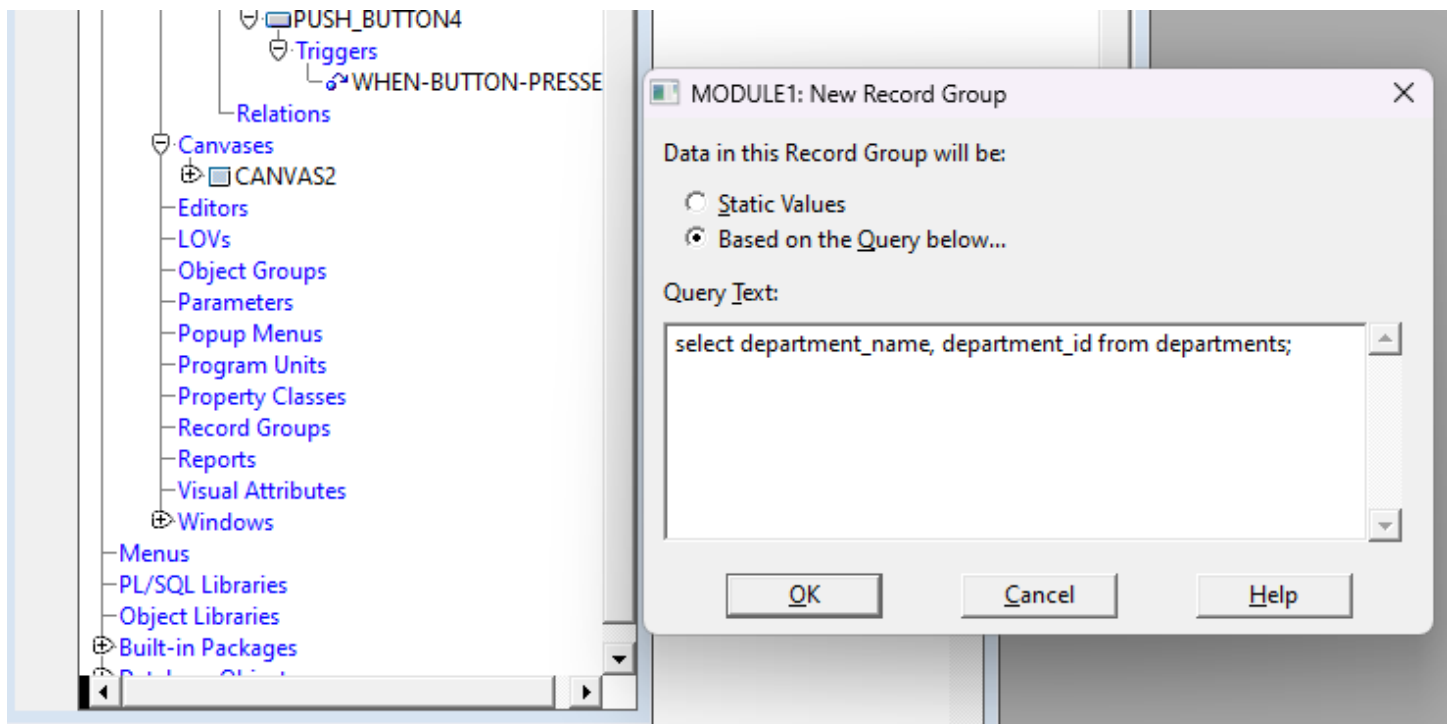 PUSH_BUTTON4
Triggers
WHEN-BUTTON-PRESSE
Relations
Canvases
CANVAS2
Editors
LOVs
Object Groups
Parameters
Popup Menus
Program Units
Property Classes
Record Groups
Reports
Visual Attributes
Windows
Menus
PL/SQL Libraries
Object Libraries
Built-in Packages
MODULE1: New Record Group
Data in this Record Group will be:
Static Values
Based on the Query below...
Query Text:
select department_name, department_id from departments;
OK
Cancel
Help